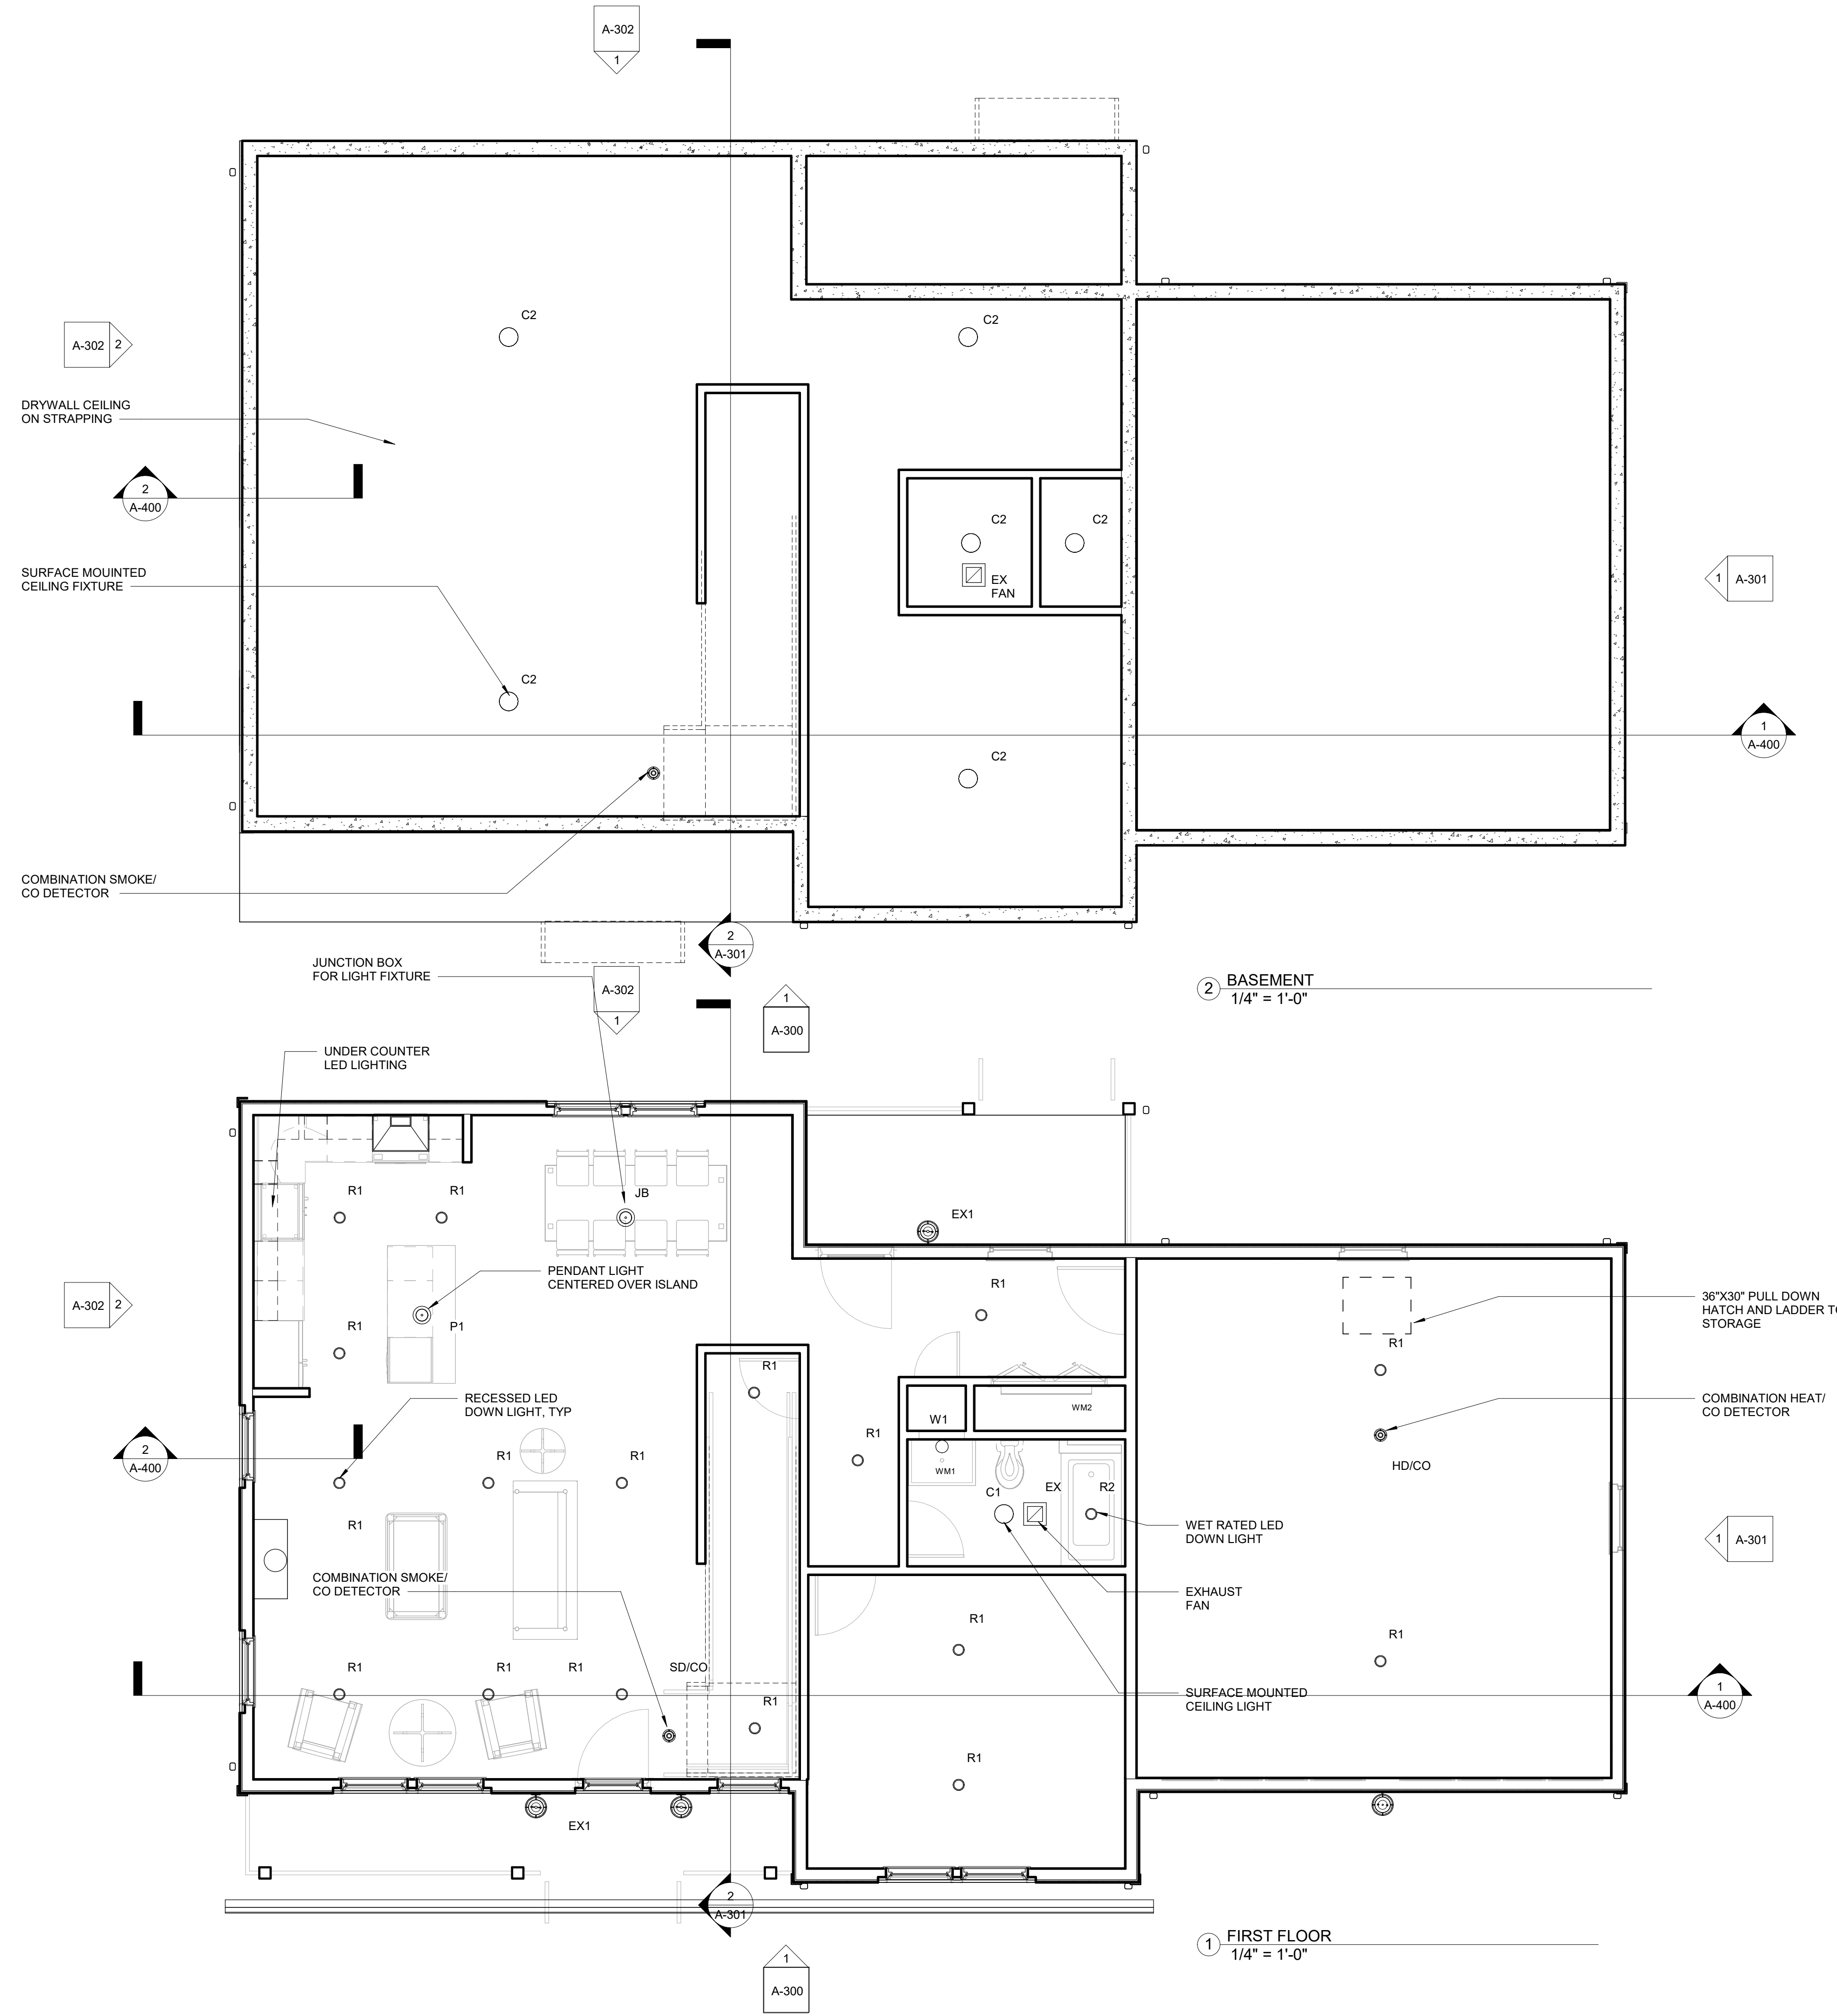 A-302
1
C2
C2
A-302 2
DRYWALL CEILING
ON STRAPPING
2
A-400
C2
C2
EX
FAN
SURFACE MOUINTED
CEILING FIXTURE
1 A-301
C2
1
A-400
C2
COMBINATION SMOKE/
CO DETECTOR
2
A-301
JUNCTION BOX
FOR LIGHT FIXTURE
A-302
1
1
A-300
2 BASEMENT
1/4" = 1'-0"
UNDER COUNTER
LED LIGHTING
R1
R1
JB
EX1
PENDANT LIGHT
CENTERED OVER ISLAND
R1
A-302 2
36"X30" PULL DOWN
HATCH AND LADDER TO
STORAGE
R1
P1
R1
R1
RECESSED LED
DOWN LIGHT, TYP
COMBINATION HEAT/
CO DETECTOR
WM2
W1
R1
2
A-400
R1
R1
HD/CO
WM1
C1
EX
R2
R1
WET RATED LED
DOWN LIGHT
1 A-301
COMBINATION SMOKE/
CO DETECTOR
EXHAUST
FAN
R1
R1
R1
R1
R1
SD/CO
R1
SURFACE MOUNTED
CEILING LIGHT
1
A-400
R1
R1
EX1
2
A-301
1 FIRST FLOOR
1/4" = 1'-0"
1
A-300